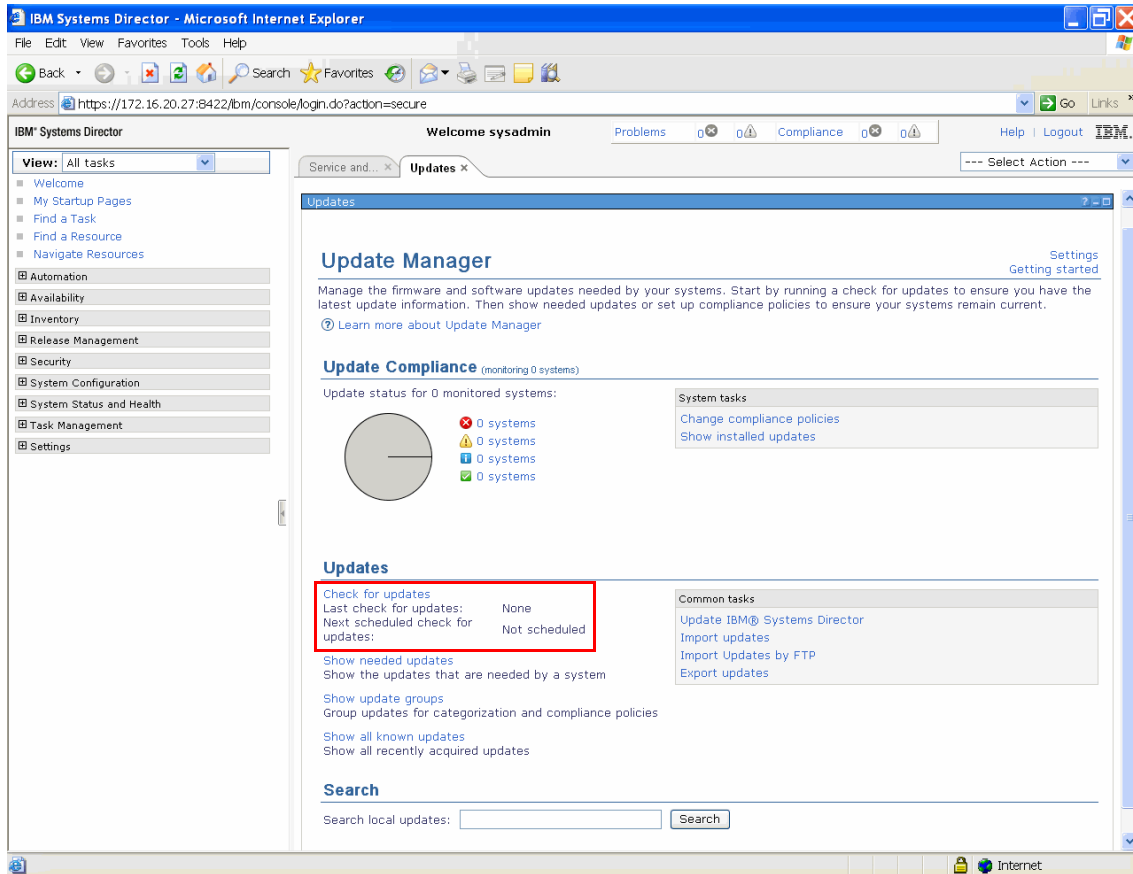 IBM Systems Director - Microsoft Internet Explorer
File Edit View Favorites Tools Help
Back Search Favorites
Address https://172.16.20.27:8422/ibm/console/login.do?action=secure Go Links »
IBM® Systems Director Welcome sysadmin Problems 0 0 Compliance 0 0 Help | Logout IBM.
View: All tasks
Service and... × Updates × --- Select Action ---
Welcome
My Startup Pages
Find a Task
Find a Resource
Navigate Resources
Automation
Availability
Inventory
Release Management
Security
System Configuration
System Status and Health
Task Management
Settings
Updates
Update Manager
Settings
Getting started
Manage the firmware and software updates needed by your systems. Start by running a check for updates to ensure you have the
latest update information. Then show needed updates or set up compliance policies to ensure your systems remain current.
? Learn more about Update Manager
Update Compliance (monitoring 0 systems)
Update status for 0 monitored systems:
0 systems
0 systems
0 systems
0 systems
System tasks
Change compliance policies
Show installed updates
Updates
Check for updates
Last check for updates: None
Next scheduled check for
updates: Not scheduled
Show needed updates
Show the updates that are needed by a system
Show update groups
Group updates for categorization and compliance policies
Show all known updates
Show all recently acquired updates
Common tasks
Update IBM® Systems Director
Import updates
Import Updates by FTP
Export updates
Search
Search local updates: Search
Internet